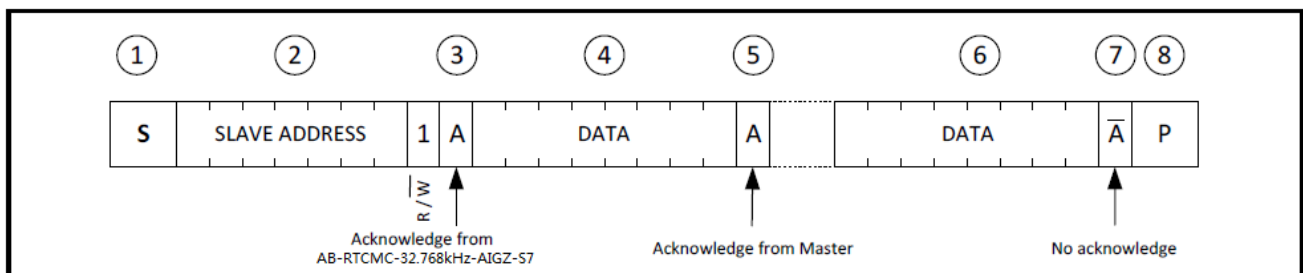 ① ② ③ ④ ⑤ ⑥ ⑦ ⑧
S SLAVE ADDRESS 1 A DATA A DATA A̅ P
R / W̅
Acknowledge from
AB-RTCMC-32.768kHz-AIGZ-S7
Acknowledge from Master
No acknowledge